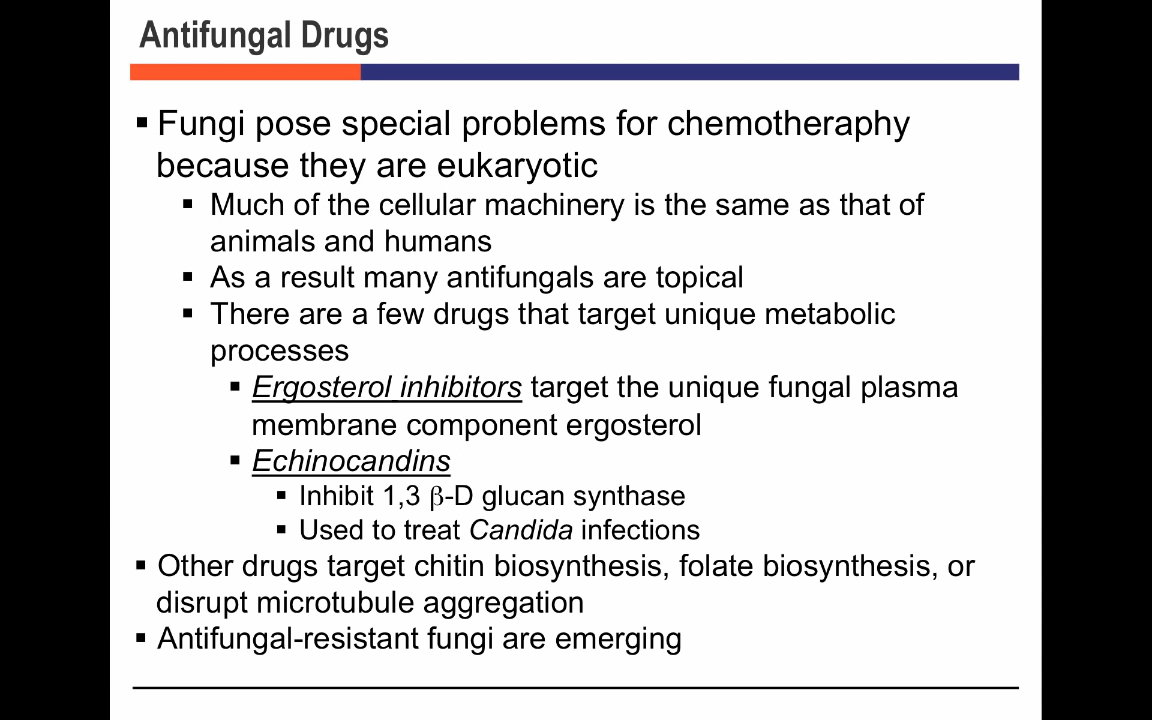 Antifungal Drugs
▪ Fungi pose special problems for chemotheraphy
because they are eukaryotic
▪ Much of the cellular machinery is the same as that of
animals and humans
▪ As a result many antifungals are topical
▪ There are a few drugs that target unique metabolic
processes
▪ Ergosterol inhibitors target the unique fungal plasma
membrane component ergosterol
▪ Echinocandins
▪ Inhibit 1,3 β-D glucan synthase
▪ Used to treat Candida infections
▪ Other drugs target chitin biosynthesis, folate biosynthesis, or
disrupt microtubule aggregation
▪ Antifungal-resistant fungi are emerging